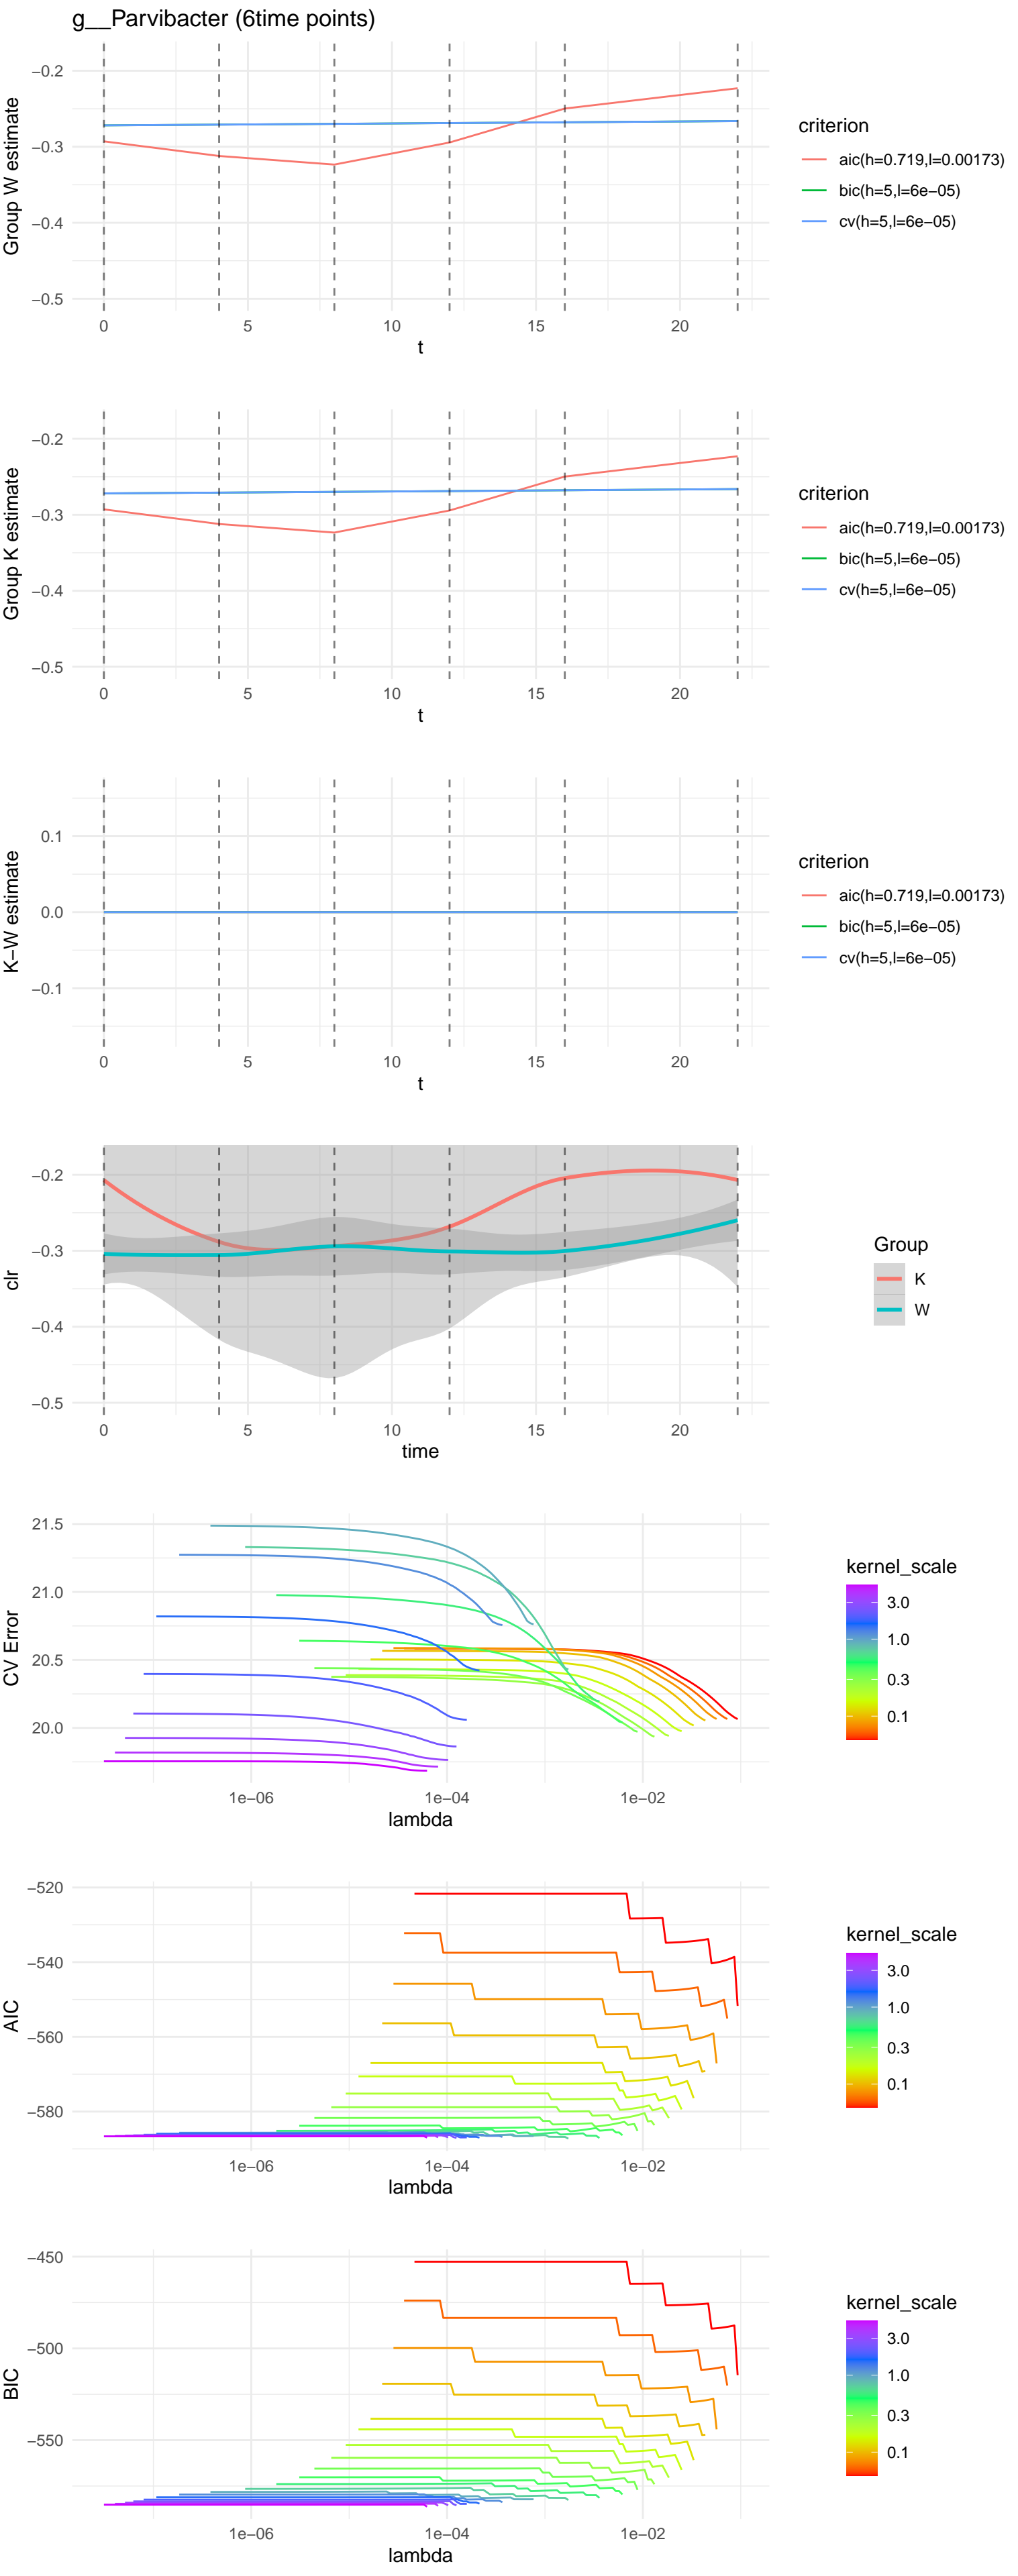 g__Parvibacter (6time points)
Group W estimate
−0.2
−0.3
−0.4
−0.5
0 5 10 15 20
t
criterion
aic(h=0.719,l=0.00173)
bic(h=5,l=6e−05)
cv(h=5,l=6e−05)
Group K estimate
−0.2
−0.3
−0.4
−0.5
0 5 10 15 20
t
criterion
aic(h=0.719,l=0.00173)
bic(h=5,l=6e−05)
cv(h=5,l=6e−05)
K−W estimate
0.1
0.0
−0.1
0 5 10 15 20
t
criterion
aic(h=0.719,l=0.00173)
bic(h=5,l=6e−05)
cv(h=5,l=6e−05)
clr
−0.2
−0.3
−0.4
−0.5
0 5 10 15 20
time
Group
K
W
CV Error
21.5
21.0
20.5
20.0
1e−06 1e−04 1e−02
lambda
kernel_scale
3.0
1.0
0.3
0.1
AIC
−520
−540
−560
−580
1e−06 1e−04 1e−02
lambda
kernel_scale
3.0
1.0
0.3
0.1
BIC
−450
−500
−550
1e−06 1e−04 1e−02
lambda
kernel_scale
3.0
1.0
0.3
0.1